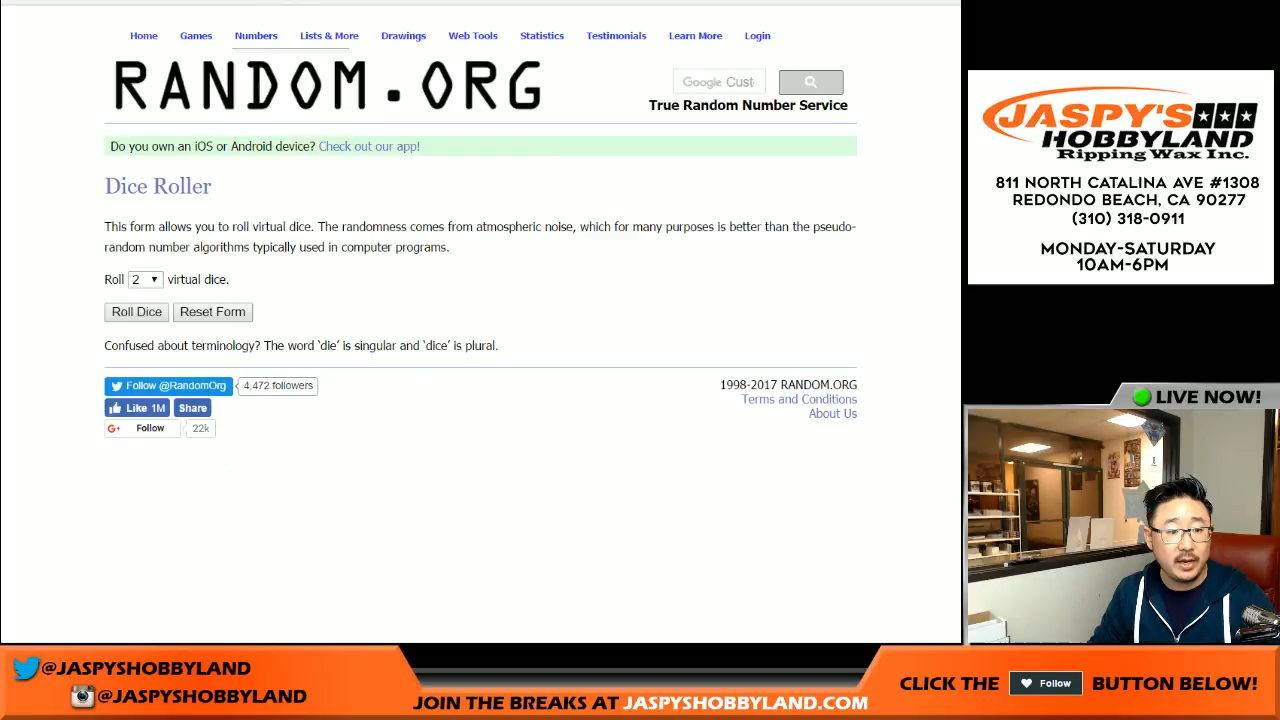 Home Games Numbers Lists & More Drawings Web Tools Statistics Testimonials Learn More Login
RANDOM.ORG
Google Cust
True Random Number Service
Do you own an iOS or Android device? Check out our app!
Dice Roller
This form allows you to roll virtual dice. The randomness comes from atmospheric noise, which for many purposes is better than the pseudo-
random number algorithms typically used in computer programs.
Roll 2 virtual dice.
Roll Dice Reset Form
Confused about terminology? The word ‘die’ is singular and ‘dice’ is plural.
Follow @RandomOrg 4,472 followers
Like 1M Share
G+ Follow 22k
1998-2017 RANDOM.ORG
Terms and Conditions
About Us
JASPY'S
HOBBYLAND
Ripping Wax Inc.
811 NORTH CATALINA AVE #1308
REDONDO BEACH, CA 90277
(310) 318-0911
MONDAY-SATURDAY
10AM-6PM
LIVE NOW!
@JASPYSHOBBYLAND
@JASPYSHOBBYLAND
JOIN THE BREAKS AT JASPYSHOBBYLAND.COM
CLICK THE Follow BUTTON BELOW!